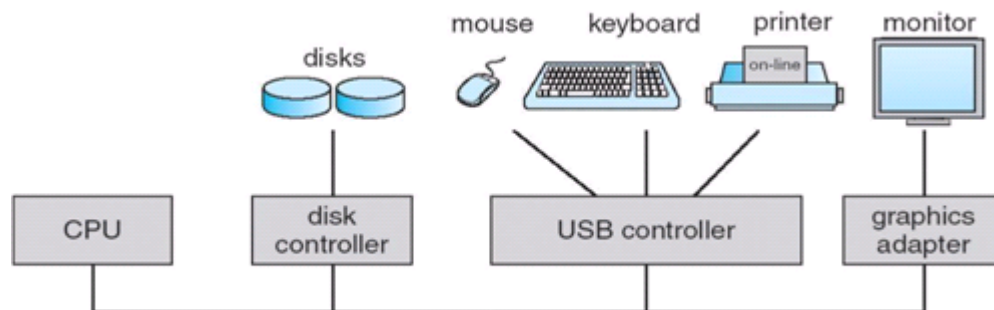 mouse
keyboard
printer
monitor
disks
on-line
CPU
disk
controller
USB controller
graphics
adapter